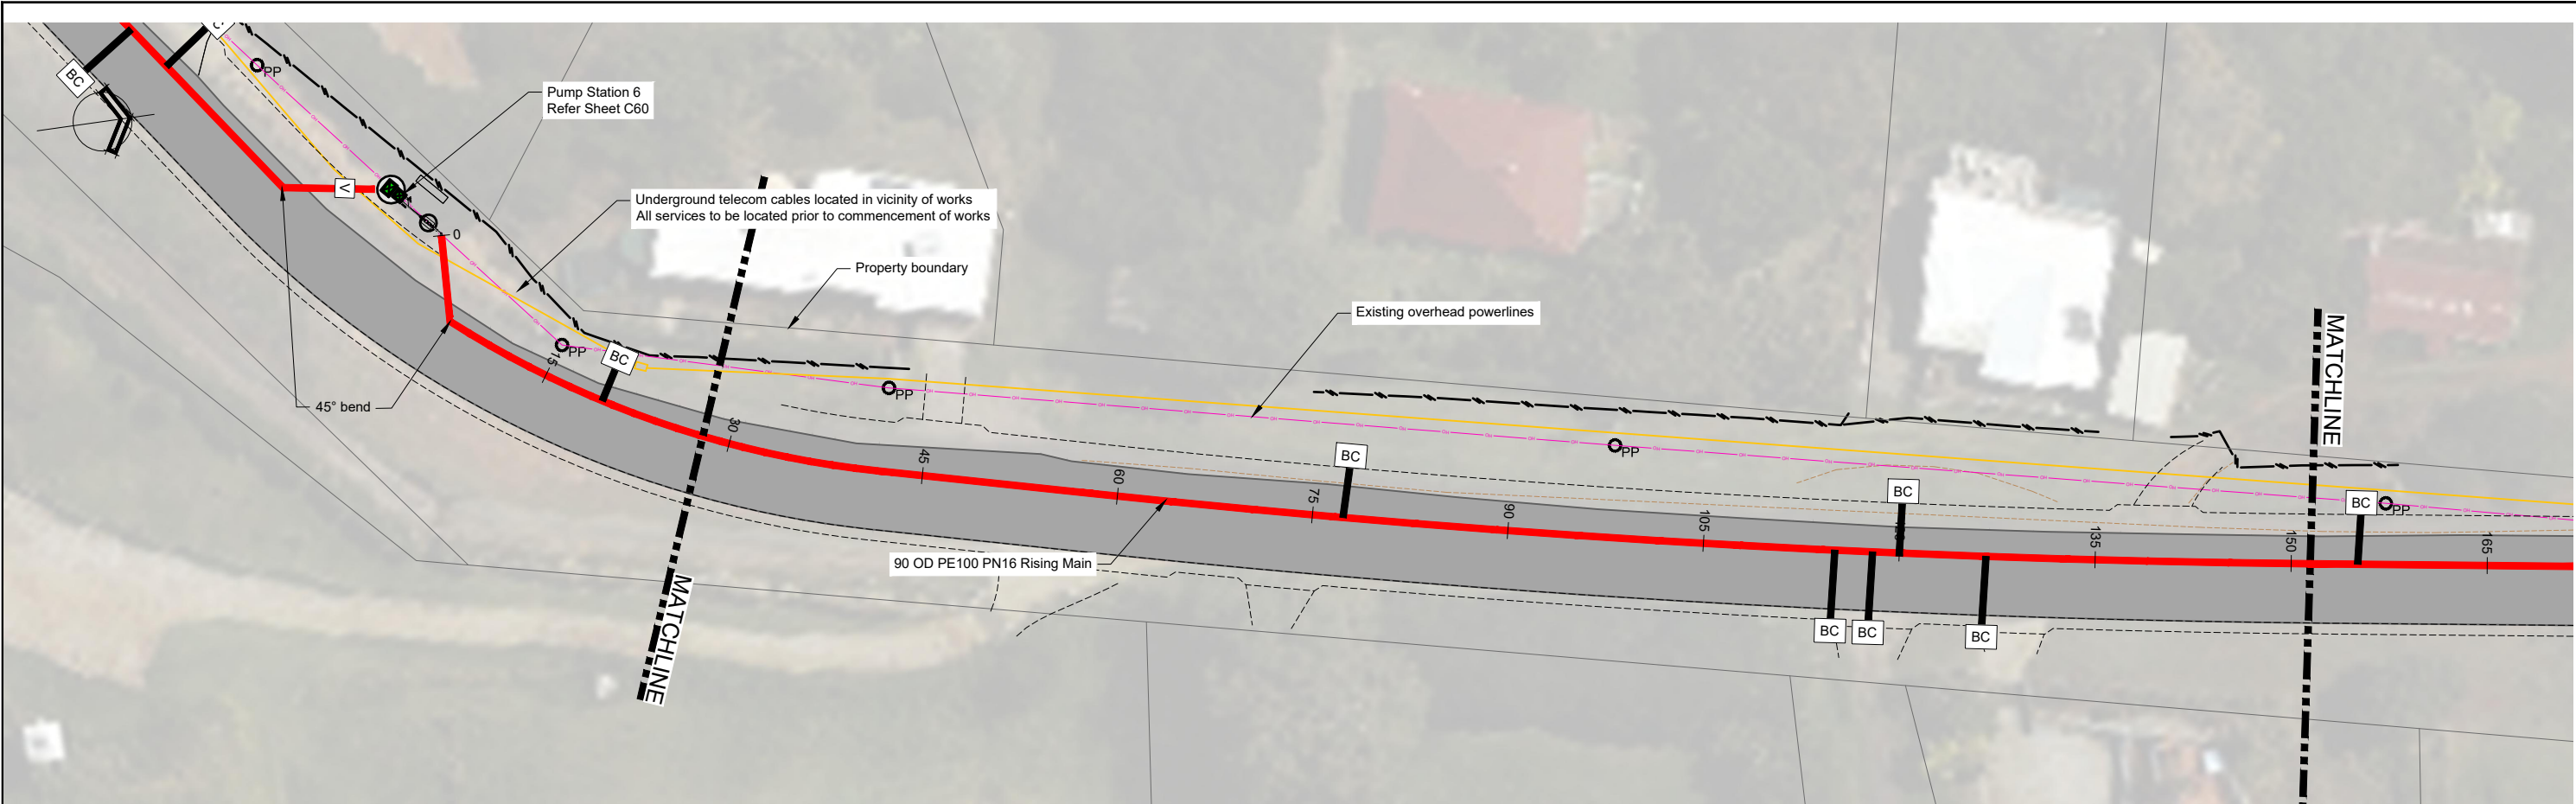 BC
PP
Pump Station 6
Refer Sheet C60
V
Underground telecom cables located in vicinity of works
All services to be located prior to commencement of works
0
Property boundary
Existing overhead powerlines
MATCHLINE
15
PP
BC
PP
45° bend
30
45
60
BC
75
PP
90
105
BC
135
150
BC
PP
165
90 OD PE100 PN16 Rising Main
MATCHLINE
BC
BC
BC